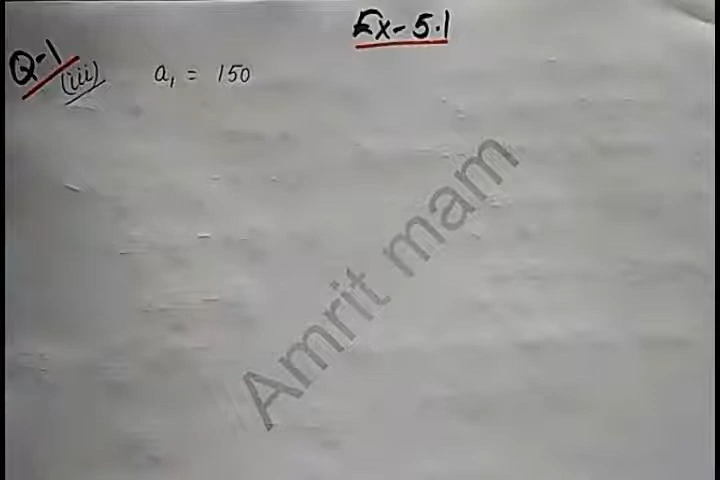 Ex-5.1
Q-1
(iii) a₁ = 150
Amrit mam